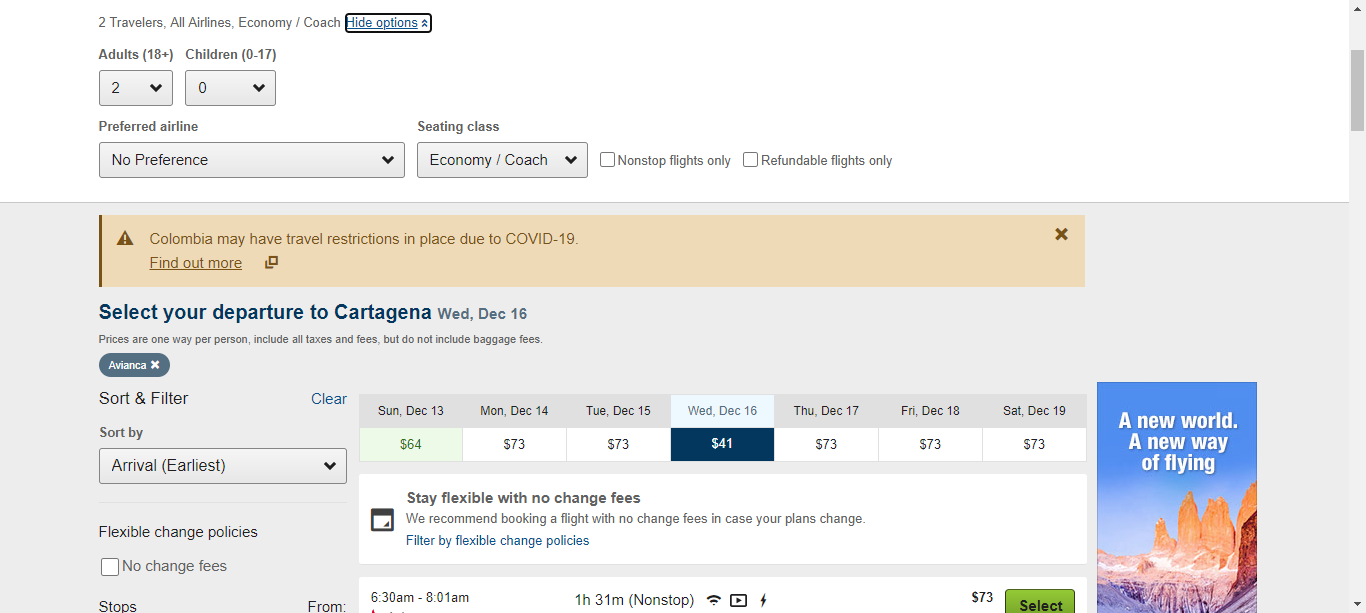 2 Travelers, All Airlines, Economy / Coach Hide options
Adults (18+) Children (0-17)
2 0
Preferred airline Seating class
No Preference Economy / Coach Nonstop flights only Refundable flights only
Colombia may have travel restrictions in place due to COVID-19.
Find out more
Select your departure to Cartagena Wed, Dec 16
Prices are one way per person, include all taxes and fees, but do not include baggage fees.
Avianca
Sort & Filter Clear
Sort by
Arrival (Earliest)
Flexible change policies
No change fees
Stops From:
Sun, Dec 13 Mon, Dec 14 Tue, Dec 15 Wed, Dec 16 Thu, Dec 17 Fri, Dec 18 Sat, Dec 19
$64 $73 $73 $41 $73 $73 $73
Stay flexible with no change fees
We recommend booking a flight with no change fees in case your plans change.
Filter by flexible change policies
6:30am - 8:01am 1h 31m (Nonstop) $73 Select
A new world.
A new way
of flying